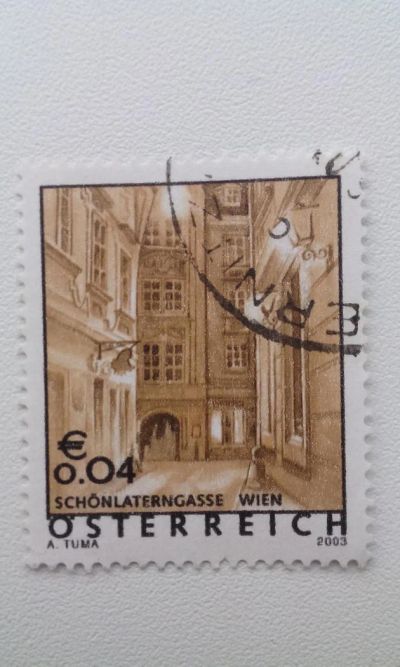 €
0.04
SCHÖNLATERNGASSE WIEN
ÖSTERREICH
A. TUMA 2003